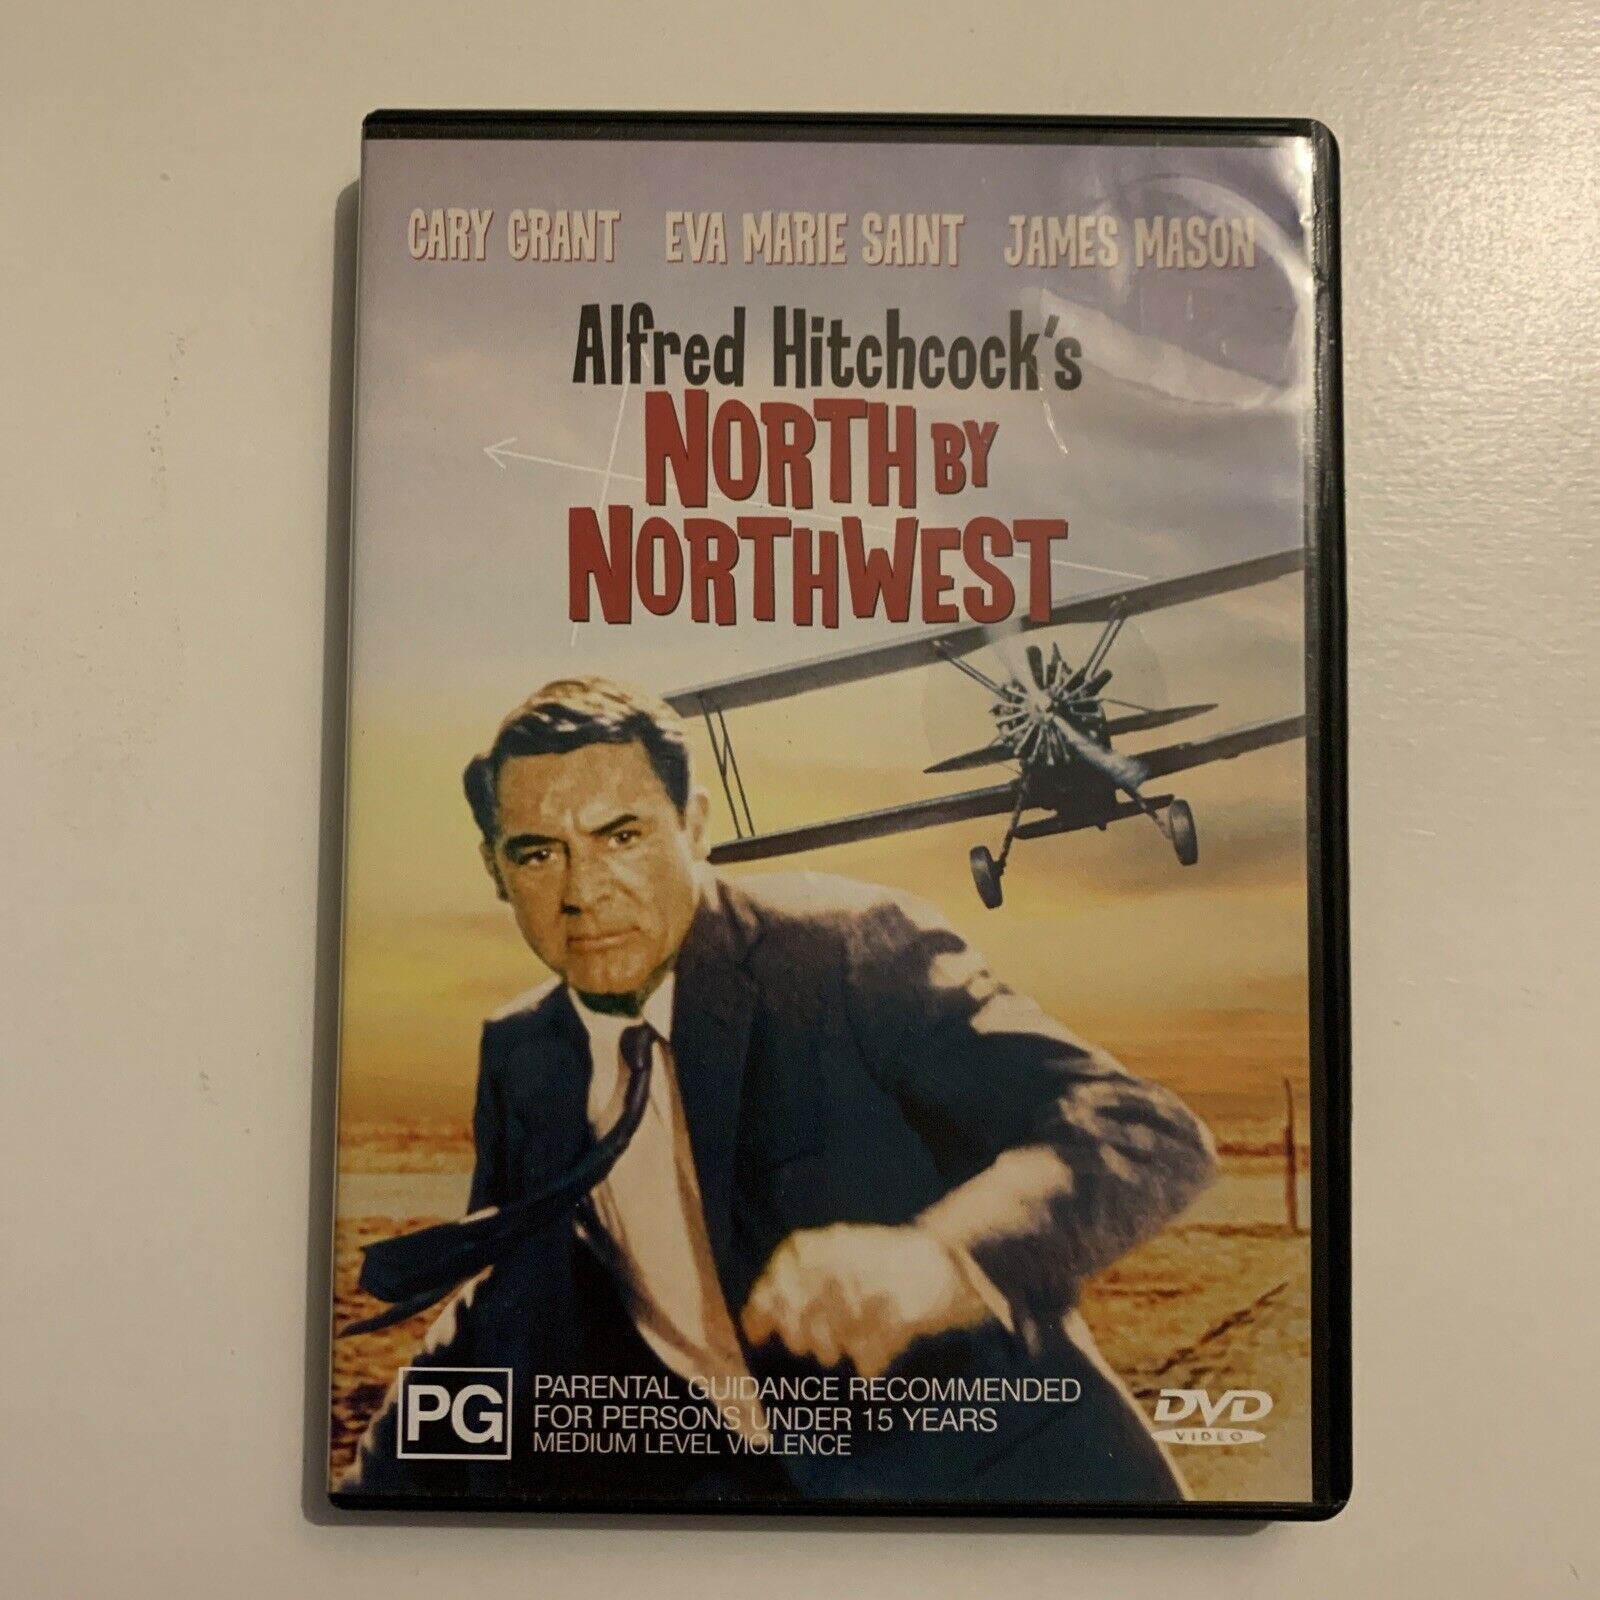 CARY GRANT EVA MARIE SAINT JAMES MASON
Alfred Hitchcock's
NORTH BY
NORTHWEST
PG
PARENTAL GUIDANCE RECOMMENDED
FOR PERSONS UNDER 15 YEARS
MEDIUM LEVEL VIOLENCE
DVD
VIDEO